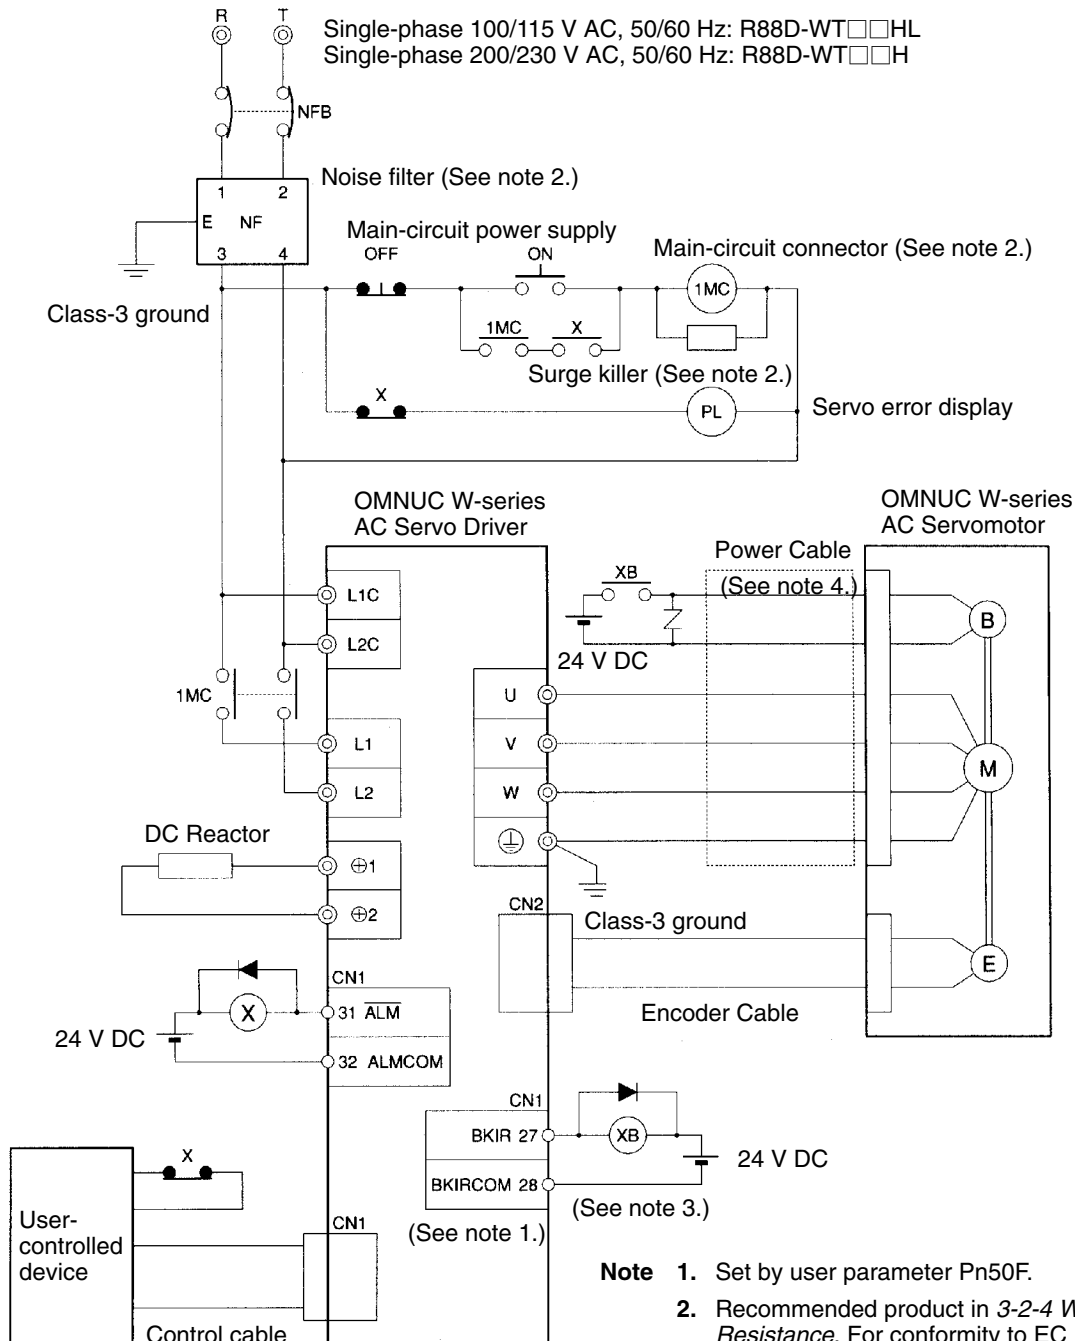 R T
Single-phase 100/115 V AC, 50/60 Hz: R88D-WT□□HL
Single-phase 200/230 V AC, 50/60 Hz: R88D-WT□□H
NFB
Noise filter (See note 2.)
1 2
E NF
3 4
Class-3 ground
Main-circuit power supply
OFF ON
Main-circuit connector (See note 2.)
1MC
1MC X
Surge killer (See note 2.)
X
PL
Servo error display
OMNUC W-series
AC Servo Driver
OMNUC W-series
AC Servomotor
Power Cable
(See note 4.)
XB
24 V DC
B
L1C
L2C
1MC
L1
L2
U
V
W
M
DC Reactor
⊕1
⊕2
CN2
Class-3 ground
E
Encoder Cable
CN1
X
31 ALM
24 V DC
32 ALMCOM
CN1
BKIR 27
XB
24 V DC
BKIRCOM 28
(See note 3.)
(See note 1.)
X
User-
controlled
device
CN1
Control cable
Note 1. Set by user parameter Pn50F.
2. Recommended product in 3-2-4 W
Resistance. For conformity to EC